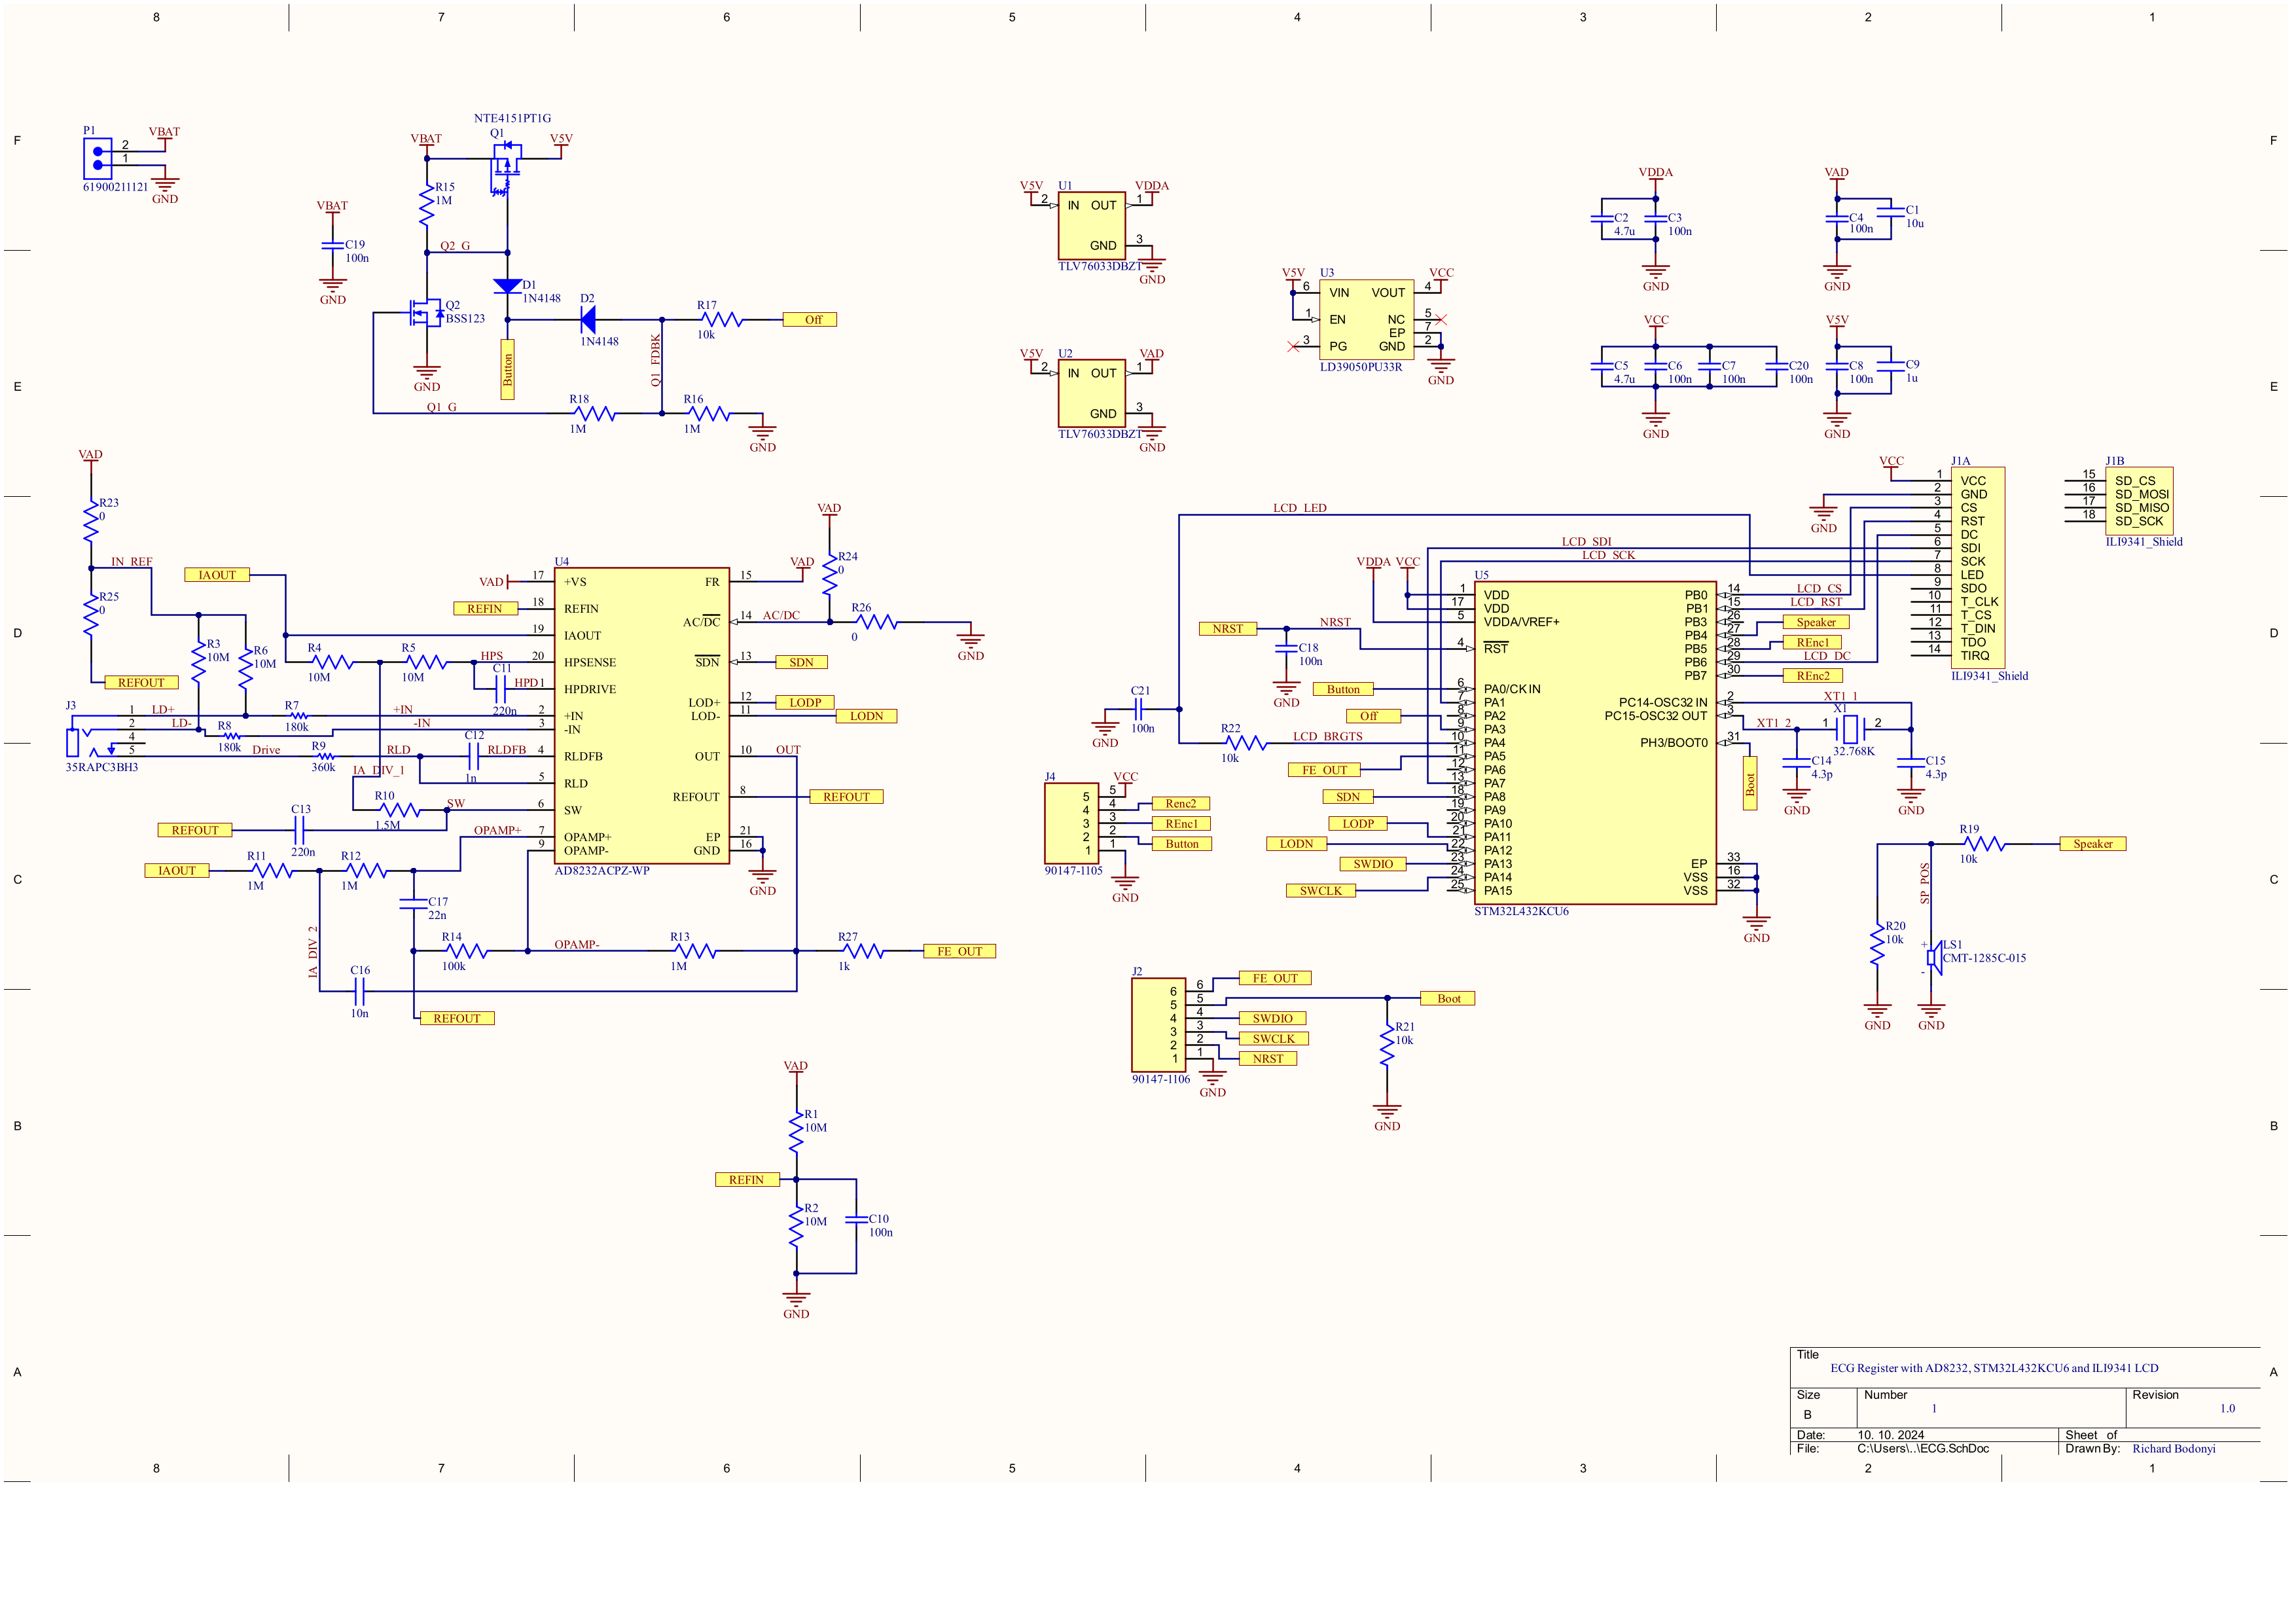 8 7 6 5 4 3 2 1
F
E
D
C
B
A
P1
2
1
61900211121
VBAT
GND
VBAT
C19
100n
GND
NTE4151PT1G
Q1
VBAT
V5V
R15
1M
Q2_G
Q2
BSS123
GND
D1
1N4148
D2
1N4148
R17
10k
Off
Button
Q1_FDBK
Q1_G
R18
1M
R16
1M
GND
V5V
U1
VDDA
2 IN OUT 1
GND 3
TLV76033DBZT
GND
V5V
U2
VAD
2 IN OUT 1
GND 3
TLV76033DBZT
GND
V5V
U3
VCC
6 VIN VOUT 4
1 EN NC 5
EP 7
3 PG GND 2
LD39050PU33R
GND
VDDA
C2
4.7u
C3
100n
GND
VAD
C4
100n
C1
10u
GND
VCC
C5
4.7u
C6
100n
C7
100n
C20
100n
GND
V5V
C8
100n
C9
1u
GND
VAD
R23
0
IN_REF
R25
0
REFOUT
IAOUT
R3
10M
R6
10M
R4
10M
R5
10M
HPS
C11
220n
HPD
J3
1 LD+
2 LD-
4
5 Drive
35RAPC3BH3
R7
180k
+IN
R8
180k
-IN
R9
360k
RLD
C12
1n
RLDFB
IA_DIV_1
R10
1.5M
SW
REFOUT
C13
220n
OPAMP+
IAOUT
R11
1M
R12
1M
C17
22n
IA_DIV_2
R14
100k
OPAMP-
R13
1M
R27
1k
FE_OUT
C16
10n
REFOUT
U4
VAD
17 +VS FR 15
REFIN
18 REFIN
AC/DC 14
19 IAOUT
20 HPSENSE SDN 13
1 HPDRIVE
LOD+ 12
2 +IN LOD- 11
3 -IN
4 RLDFB OUT 10
5 RLD
REFOUT 8
6 SW
7 OPAMP+ EP 21
9 OPAMP- GND 16
AD8232ACPZ-WP
GND
VAD
VAD
R24
0
AC/DC
R26
0
GND
SDN
LODP
LODN
OUT
REFOUT
VAD
R1
10M
REFIN
R2
10M
C10
100n
GND
LCD_LED
LCD_SDI
LCD_SCK
VDDA VCC
NRST
NRST
C18
100n
GND
Button
Off
C21
100n
GND
R22
10k
LCD_BRGTS
FE_OUT
SDN
LODP
LODN
SWDIO
SWCLK
U5
1 VDD
17 VDD
5 VDDA/VREF+
4 RST
6 PA0/CKIN
7 PA1
8 PA2
9 PA3
10 PA4
11 PA5
12 PA6
13 PA7
18 PA8
19 PA9
20 PA10
21 PA11
22 PA12
23 PA13
24 PA14
25 PA15
STM32L432KCU6
PB0 14
PB1 15
PB3 26
PB4 27
PB5 28
PB6 29
PB7 30
PC14-OSC32 IN 2
PC15-OSC32 OUT 3
PH3/BOOT0 31
EP 33
VSS 16
VSS 32
GND
LCD_CS
LCD_RST
Speaker
REnc1
LCD_DC
REnc2
XT1_1
X1
XT1_2
1
2
32.768K
C14
4.3p
GND
C15
4.3p
GND
Boot
VCC
GND
J1A
1 VCC
2 GND
3 CS
4 RST
5 DC
6 SDI
7 SCK
8 LED
9 SDO
10 T_CLK
11 T_CS
12 T_DIN
13 TDO
14 TIRQ
ILI9341_Shield
J1B
15 SD_CS
16 SD_MOSI
17 SD_MISO
18 SD_SCK
ILI9341_Shield
J4
VCC
5 5
4 4 Renc2
3 3 REnc1
2 2 Button
1 1
90147-1105
GND
J2
6 6 FE_OUT
5 5 Boot
4 4 SWDIO
3 3 SWCLK
2 2 NRST
1 1
90147-1106
GND
R21
10k
GND
R19
10k
Speaker
SP_POS
R20
10k
GND
+
-
LS1
CMT-1285C-015
GND
Title
ECG Register with AD8232, STM32L432KCU6 and ILI9341 LCD
Size
B
Number
1
Revision
1.0
Date: 10. 10. 2024 Sheet of
File: C:\Users\..\ECG.SchDoc Drawn By: Richard Bodonyi
F
E
D
C
B
A
8 7 6 5 4 3 2 1